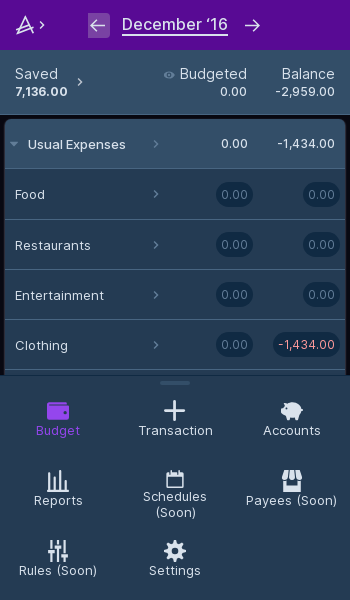 December ‘16
Saved Budgeted Balance
7,136.00 0.00 -2,959.00
Usual Expenses 0.00 -1,434.00
Food 0.00 0.00
Restaurants 0.00 0.00
Entertainment 0.00 0.00
Clothing 0.00 -1,434.00
Budget Transaction Accounts
Reports Schedules (Soon) Payees (Soon)
Rules (Soon) Settings